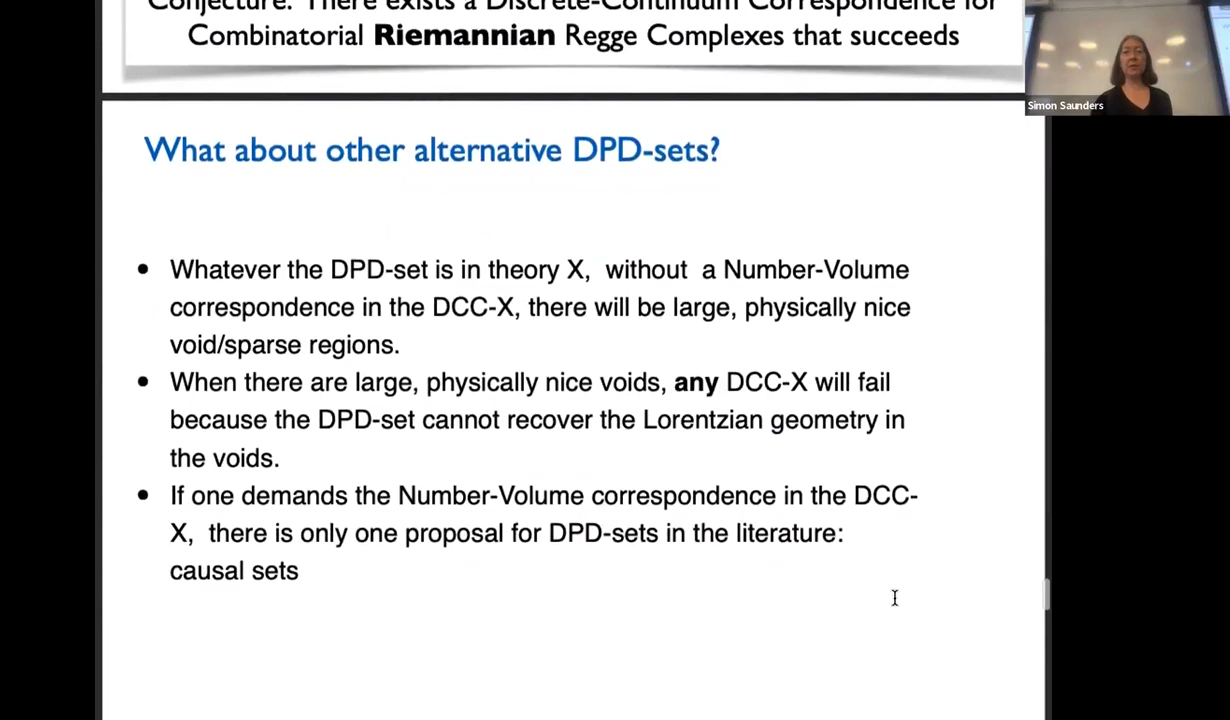 Conjecture: There exists a Discrete-Continuum Correspondence for
Combinatorial Riemannian Regge Complexes that succeeds
Simon Saunders
What about other alternative DPD-sets?
• Whatever the DPD-set is in theory X, without a Number-Volume
correspondence in the DCC-X, there will be large, physically nice
void/sparse regions.
• When there are large, physically nice voids, any DCC-X will fail
because the DPD-set cannot recover the Lorentzian geometry in
the voids.
• If one demands the Number-Volume correspondence in the DCC-
X, there is only one proposal for DPD-sets in the literature:
causal sets